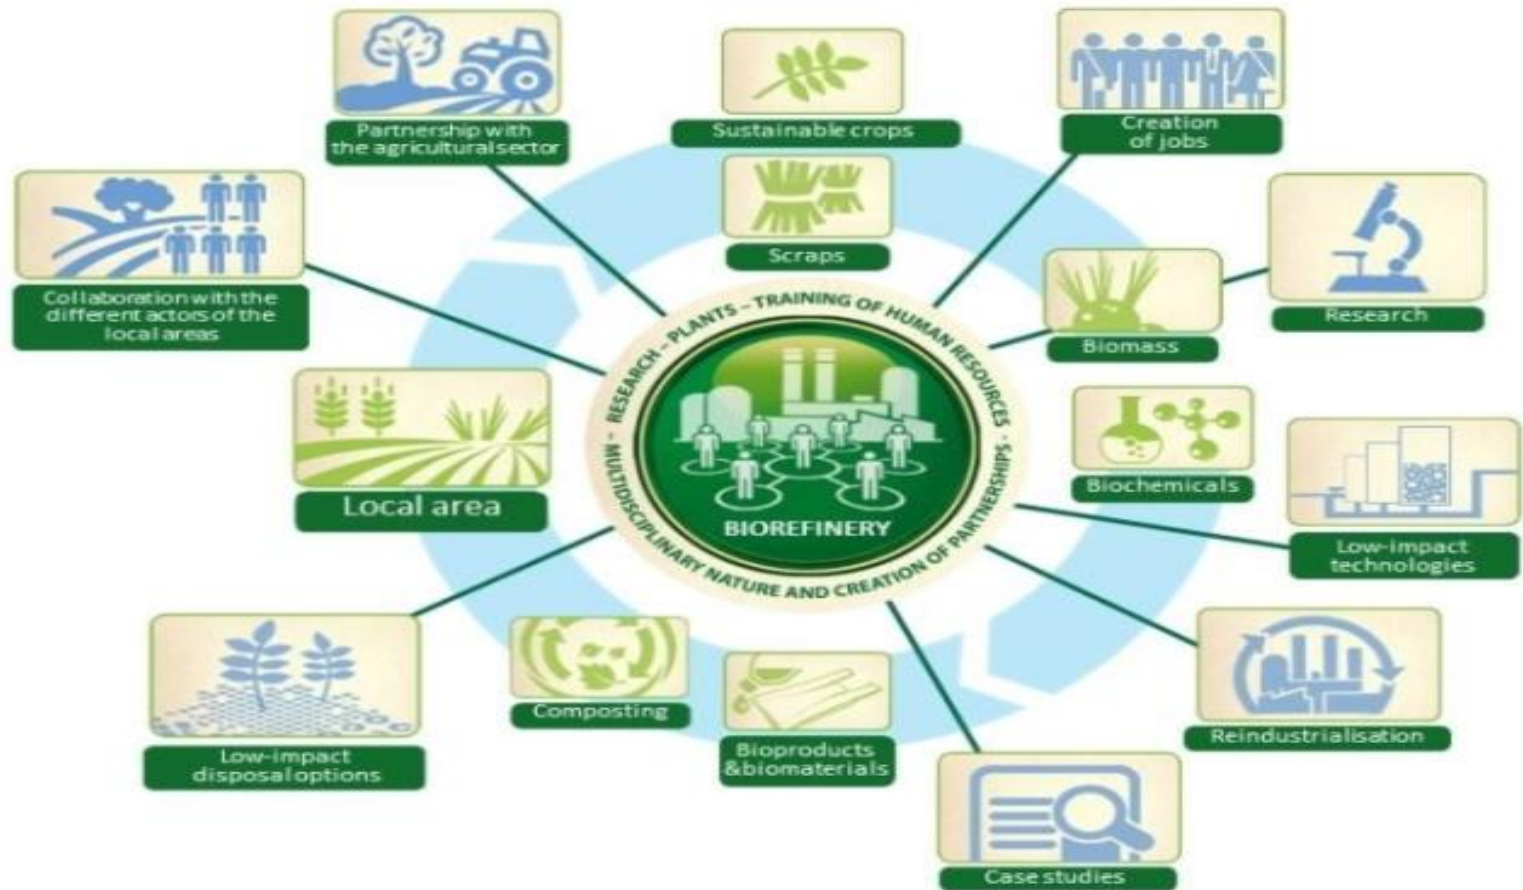 Partnership with
the agricultural sector
Sustainable crops
Creation
of jobs
Collaboration with the
different actors of the
local areas
Scraps
Research
Biomass
RESEARCH – PLANTS – TRAINING OF HUMAN RESOURCES -
MULTIDISCIPLINARY NATURE AND CREATION OF PARTNERSHIPS -
BIOREFINERY
Local area
Biochemicals
Low-impact
technologies
Low-impact
disposal options
Composting
Bioproducts
&biomaterials
Reindustrialisation
Case studies